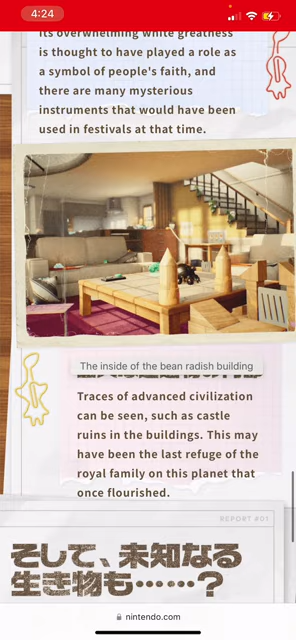 4:24
Its overwhelming white greatness
is thought to have played a role as
a symbol of people's faith, and
there are many mysterious
instruments that would have been
used in festivals at that time.
The inside of the bean radish building
Traces of advanced civilization
can be seen, such as castle
ruins in the buildings. This may
have been the last refuge of the
royal family on this planet that
once flourished.
REPORT #01
そして、未知なる
生き物も……?
nintendo.com